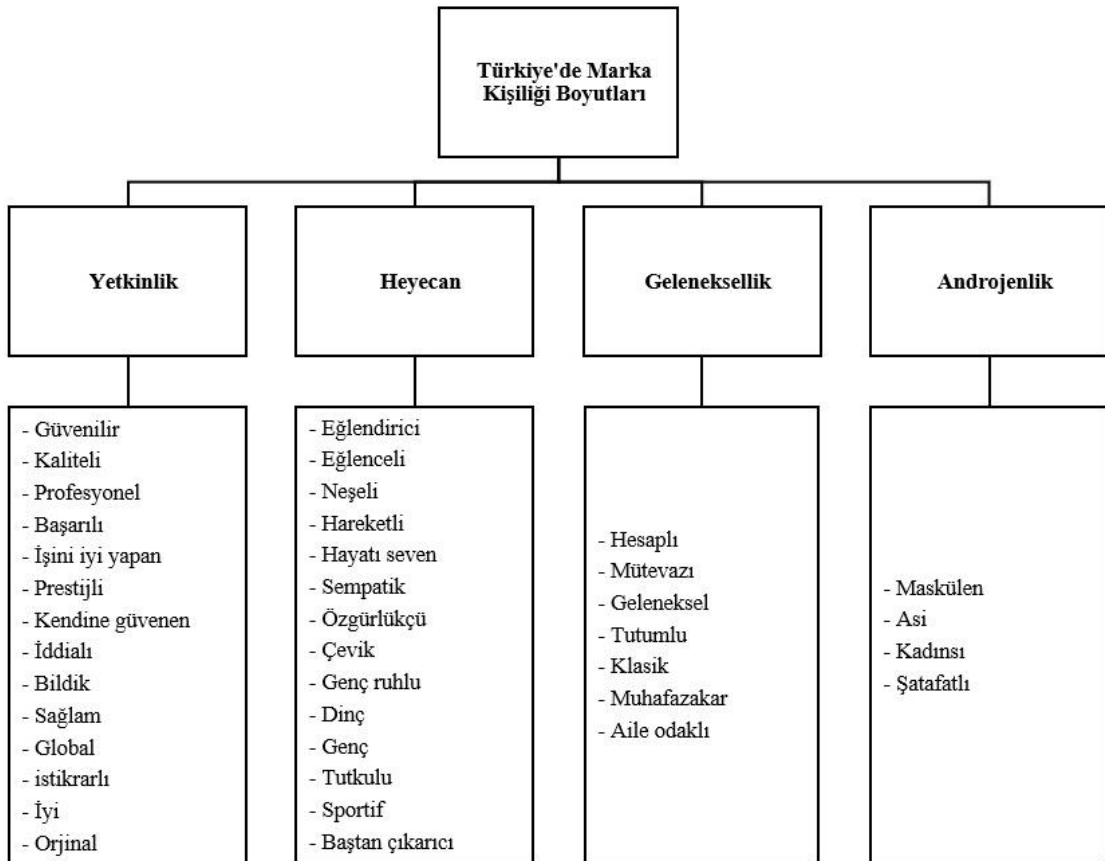 Türkiye'de Marka
Kişiliği Boyutları
Yetkinlik
Heyecan
Geleneksellik
Androjenlik
- Güvenilir
- Kaliteli
- Profesyonel
- Başarılı
- İşini iyi yapan
- Prestijli
- Kendine güvenen
- İddialı
- Bildik
- Sağlam
- Global
- istikrarlı
- İyi
- Orjinal
- Eğlendirici
- Eğlenceli
- Neşeli
- Hareketli
- Hayatı seven
- Sempatik
- Özgürlükçü
- Çevik
- Genç ruhlu
- Dinç
- Genç
- Tutkulu
- Sportif
- Baştan çıkarıcı
- Hesaplı
- Mütevazı
- Geleneksel
- Tutumlu
- Klasik
- Muhafazakar
- Aile odaklı
- Maskülen
- Asi
- Kadınsı
- Şatafatlı